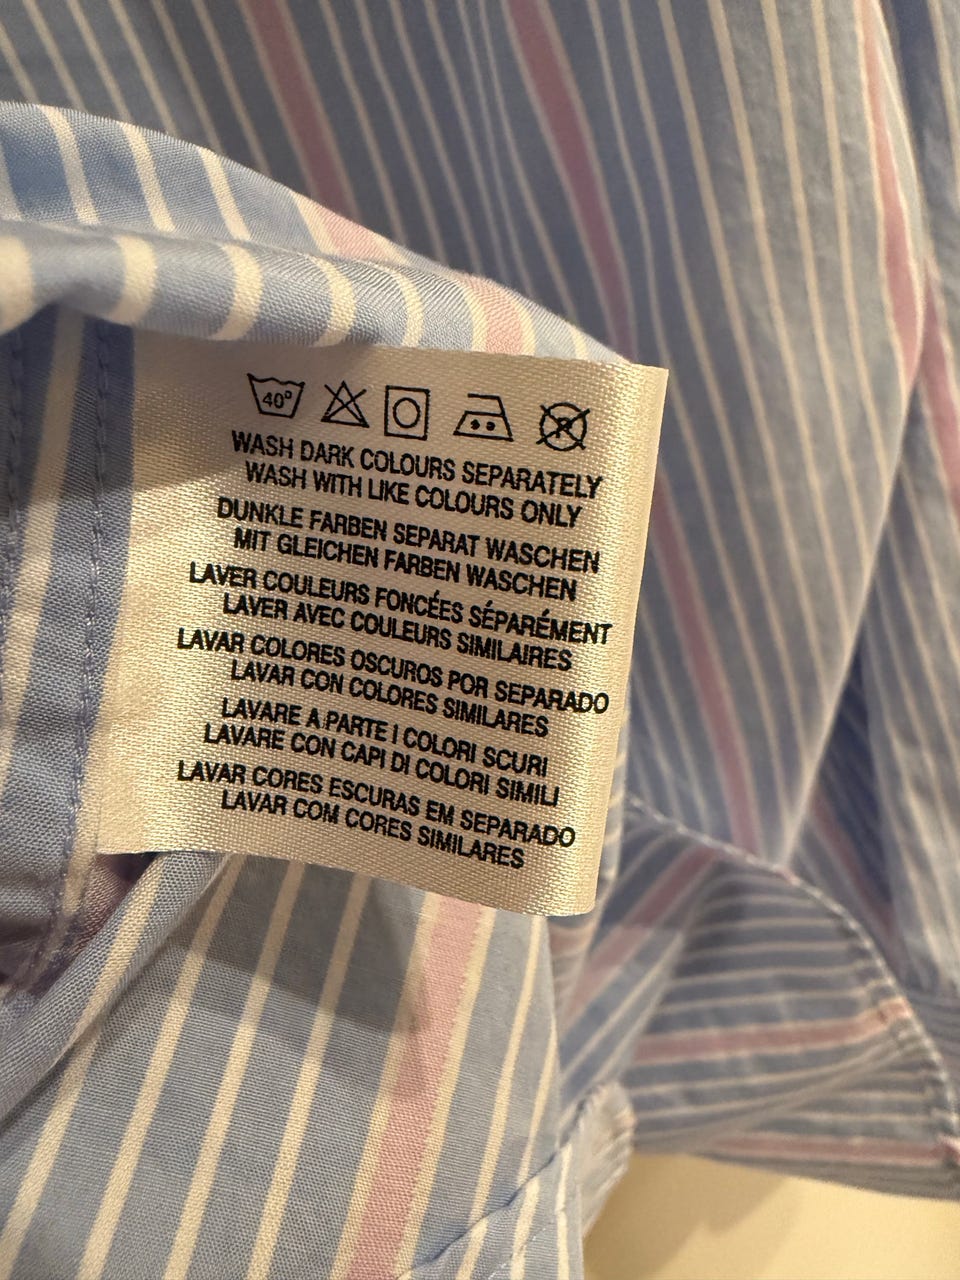 40°
P
WASH DARK COLOURS SEPARATELY
WASH WITH LIKE COLOURS ONLY
DUNKLE FARBEN SEPARAT WASCHEN
MIT GLEICHEN FARBEN WASCHEN
LAVER COULEURS FONCÉES SÉPARÉMENT
LAVER AVEC COULEURS SIMILAIRES
LAVAR COLORES OSCUROS POR SEPARADO
LAVAR CON COLORES SIMILARES
LAVARE A PARTE I COLORI SCURI
LAVARE CON CAPI DI COLORI SIMILI
LAVAR CORES ESCURAS EM SEPARADO
LAVAR COM CORES SIMILARES